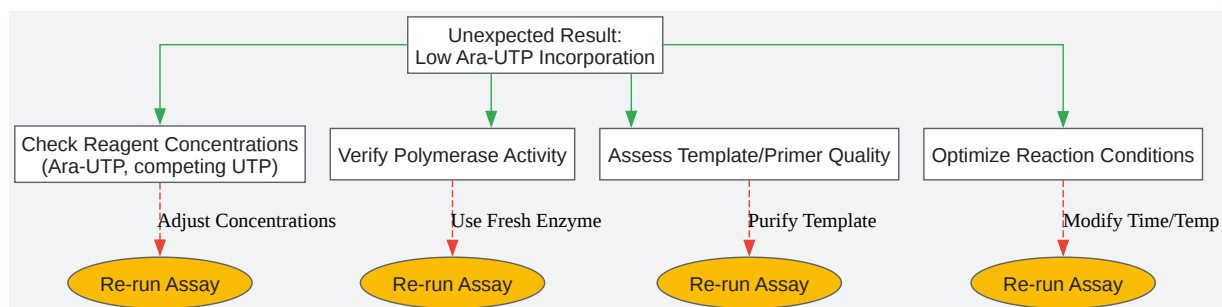 Unexpected Result:
Low Ara-UTP Incorporation
Check Reagent Concentrations
(Ara-UTP, competing UTP)
Verify Polymerase Activity
Assess Template/Primer Quality
Optimize Reaction Conditions
Adjust Concentrations
Use Fresh Enzyme
Purify Template
Modify Time/Temp
Re-run Assay
Re-run Assay
Re-run Assay
Re-run Assay